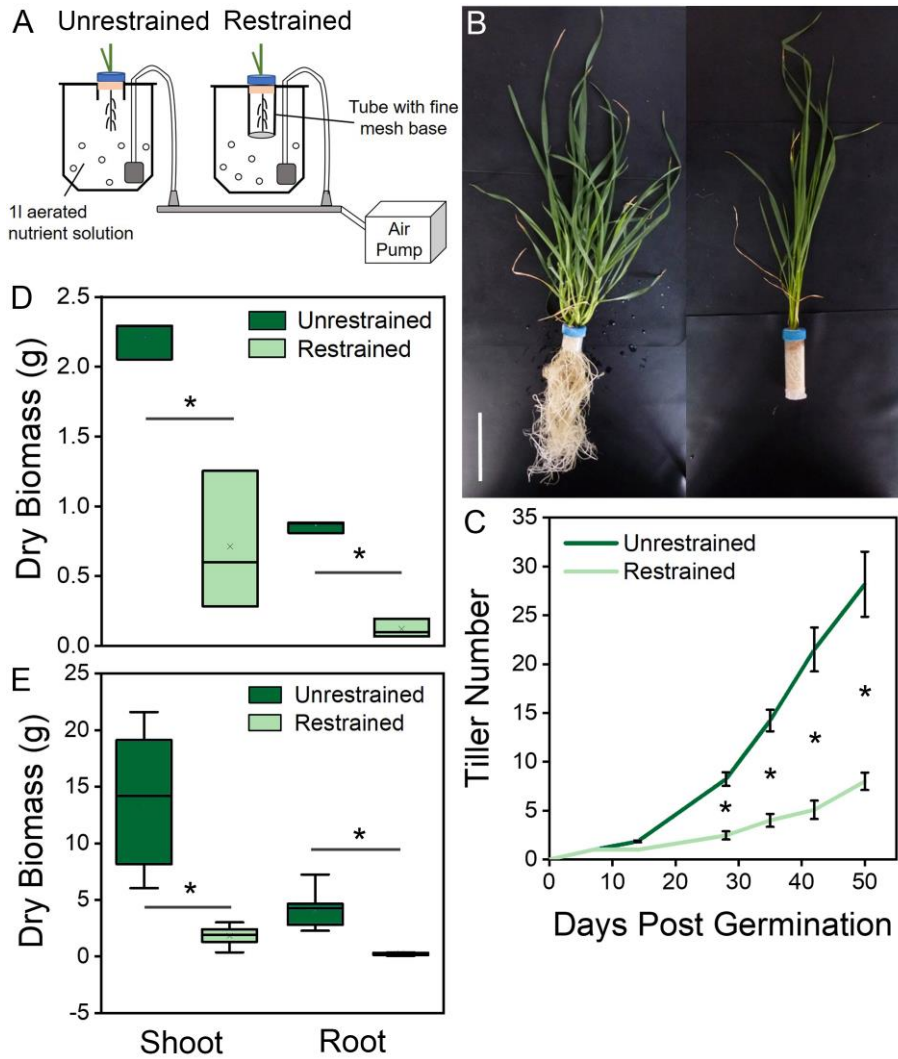 A
Unrestrained
Restrained
Tube with fine
mesh base
1l aerated
nutrient solution
Air
Pump
B
D
Dry Biomass (g)
2.5
2.0
1.5
1.0
0.5
0.0
Unrestrained
Restrained
*
*
C
Tiller Number
35
30
25
20
15
10
5
0
Unrestrained
Restrained
*
*
*
*
0
10
20
30
40
50
Days Post Germination
E
Dry Biomass (g)
25
20
15
10
5
0
-5
Unrestrained
Restrained
*
*
Shoot
Root